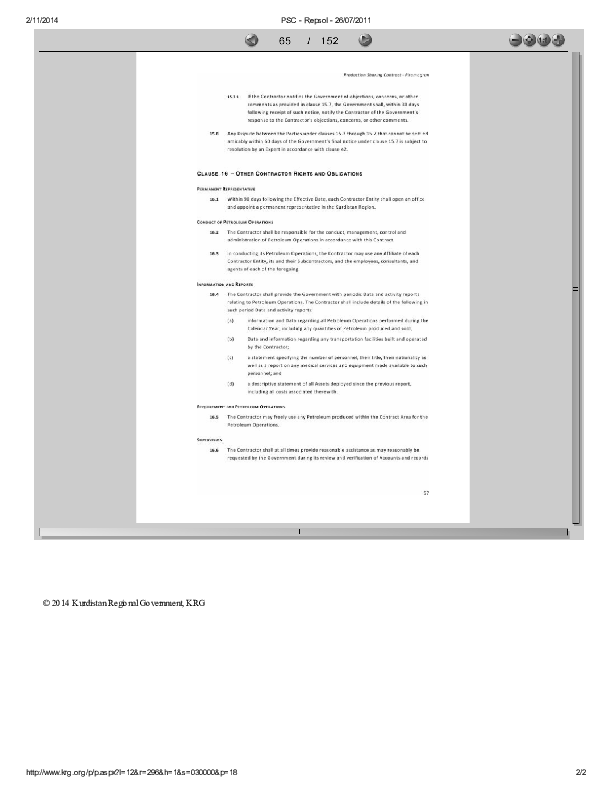 2/11/2014
PSC - Repsol - 26/07/2011
65 / 152
Production Sharing Contract -
If the Contractor notifies the Government of objections, concerns, or other
comments as provided in clause 15.7, the Government shall, within 30 days
following receipt of such notice, notify the Contractor of the Government's
response to the Contractor's objections, concerns, or other comments.
Any Dispute between the Parties under clauses 15.3 through 15.7 that cannot be settled
amicably within 60 days of the Government's final notice under clause 15.7 is subject to
resolution by an Expert in accordance with clause 42.
CLAUSE 16 – OTHER CONTRACTOR RIGHTS AND OBLIGATIONS
PERMANENT REPRESENTATIVE
16.1 Within 90 days following the Effective Date, each Contractor Entity shall open an office
and appoint a permanent representative in the Kurdistan Region.
CONDUCT OF PETROLEUM OPERATIONS
16.2 The Contractor shall be responsible for the conduct, management, control and
administration of Petroleum Operations in accordance with this Contract.
16.3 In conducting its Petroleum Operations, the Contractor may use any affiliate of each
Contractor Entity, its and their Subcontractors, and the employees, consultants, and
agents of each of the foregoing.
INFORMATION AND REPORTS
16.4 The Contractor shall provide the Government with periodic data and activity reports
relating to Petroleum Operations. The Contractor shall include details of the following in
such period Data and activity reports:
(a) information and Data regarding all Petroleum Operations performed during the
Calendar Year, including any quantities of Petroleum produced and sold;
(b) Data and information regarding any transportation facilities built and operated
by the Contractor;
(c) a statement specifying the number of personnel, their title, their nationality as
well as a report on any medical services and equipment made available to such
personnel; and
(d) a descriptive statement of all Assets deployed since the previous report,
including all costs associated therewith.
REQUIREMENT FOR PETROLEUM OPERATIONS
16.5 The Contractor may freely use any Petroleum produced within the Contract Area for the
Petroleum Operations.
SUPERVISION
16.6 The Contractor shall at all times provide reasonable assistance as may reasonably be
requested by the Government during its review and verification of Accounts and records
57
© 2014 Kurdistan Regional Government, KRG
http://www.krg.org/p/p.aspx?l=12&r=296&h=1&s=030000&p=18
2/2